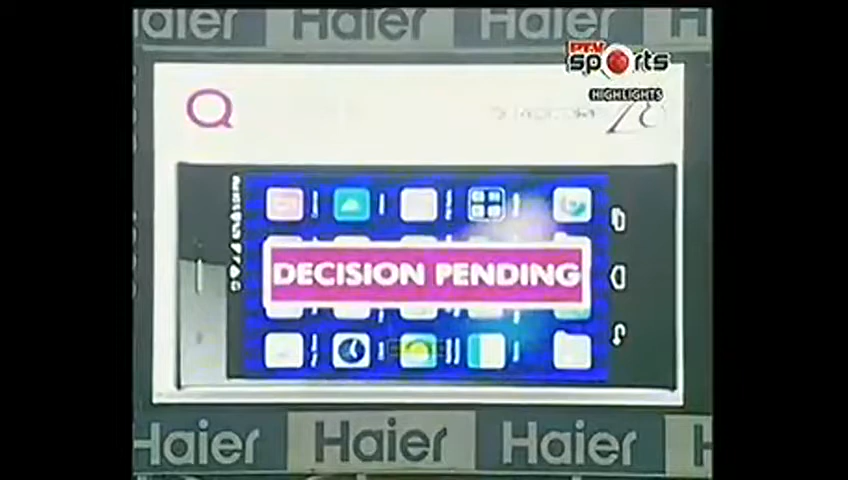 Haier Haier Haier H
PTV
sports
HIGHLIGHTS
Q
DECISION PENDING
Haier Haier Haier H